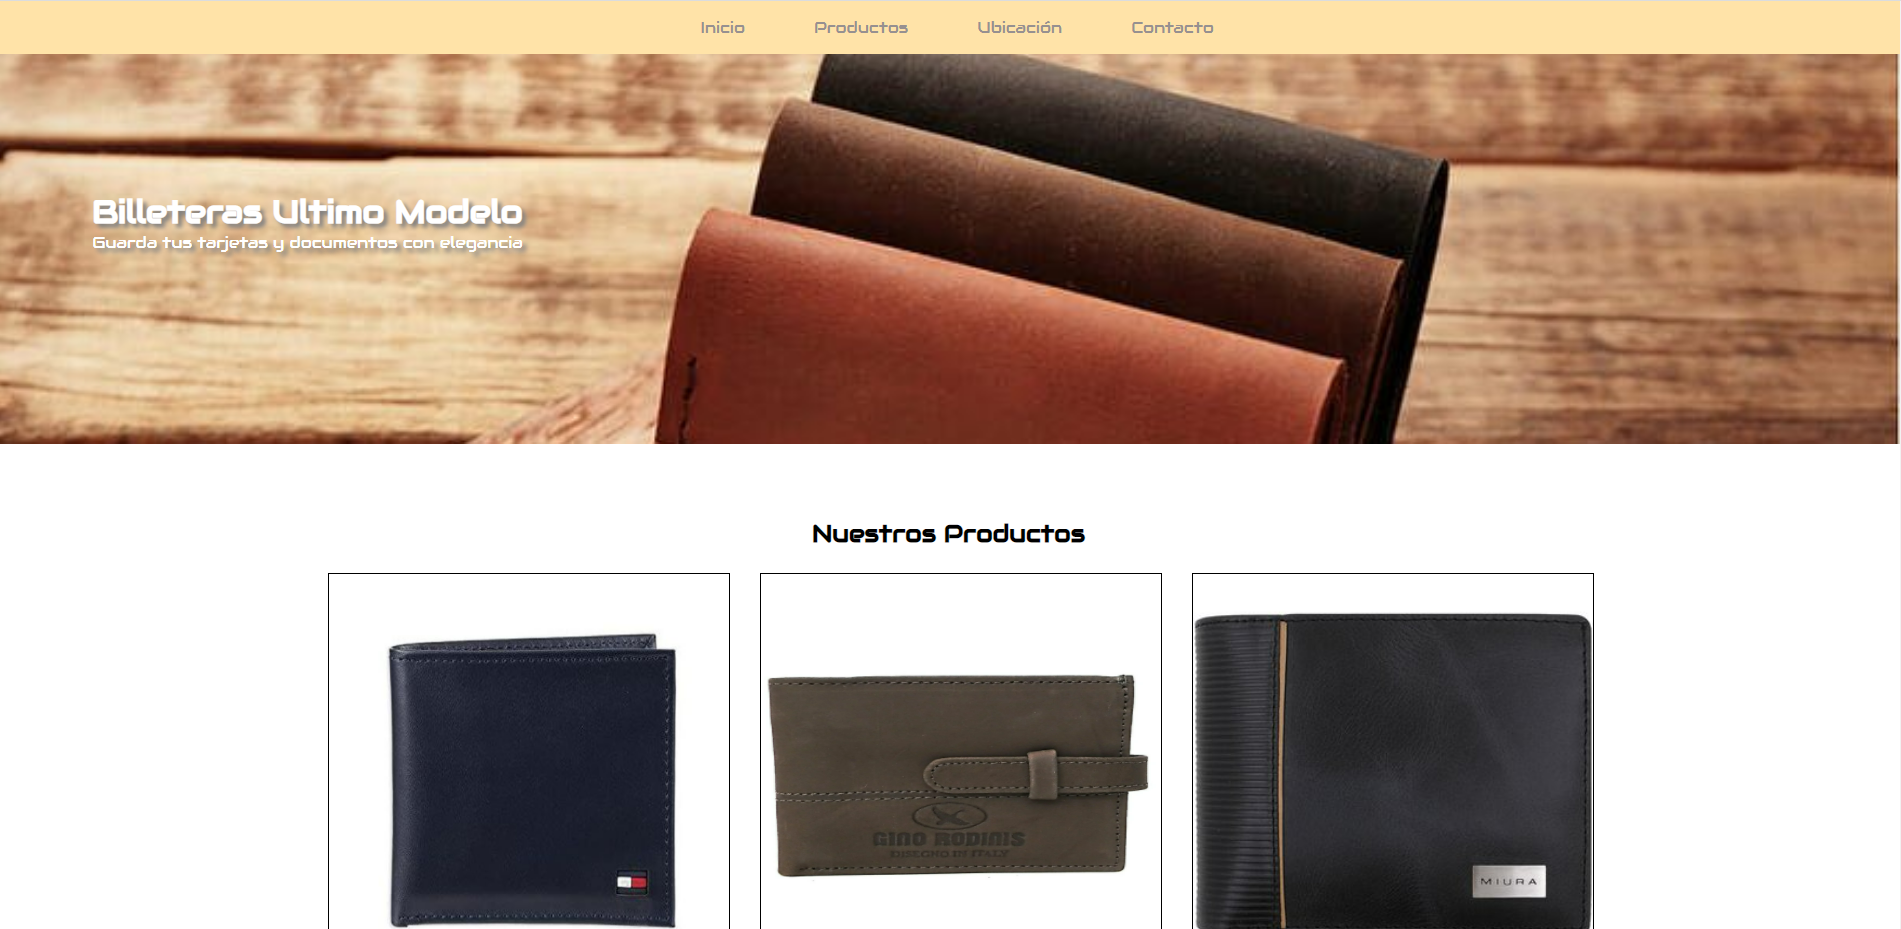 Inicio Productos Ubicación Contacto
Billeteras Ultimo Modelo
Guarda tus tarjetas y documentos con elegancia
Nuestros Productos
GINO RODINIS
DISEGNO IN ITALY
MIURA